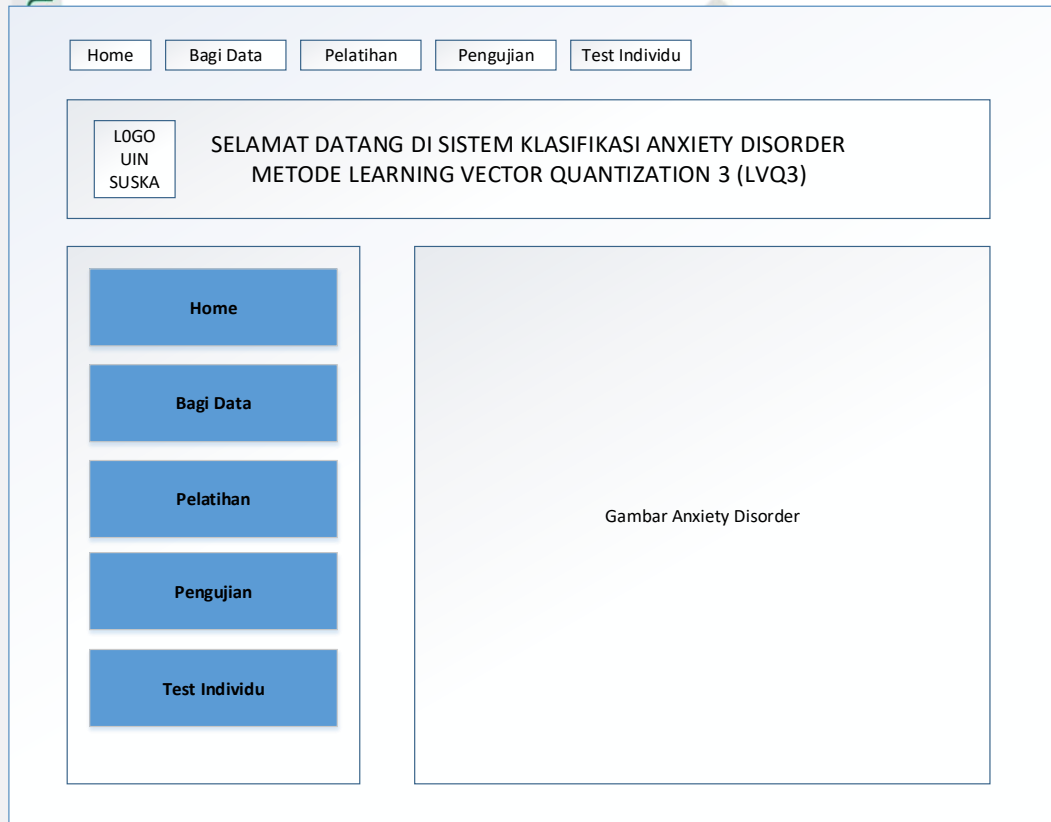 Home
Bagi Data
Pelatihan
Pengujian
Test Individu
L0GO
UIN
SUSKA
SELAMAT DATANG DI SISTEM KLASIFIKASI ANXIETY DISORDER
METODE LEARNING VECTOR QUANTIZATION 3 (LVQ3)
Home
Bagi Data
Pelatihan
Pengujian
Test Individu
Gambar Anxiety Disorder